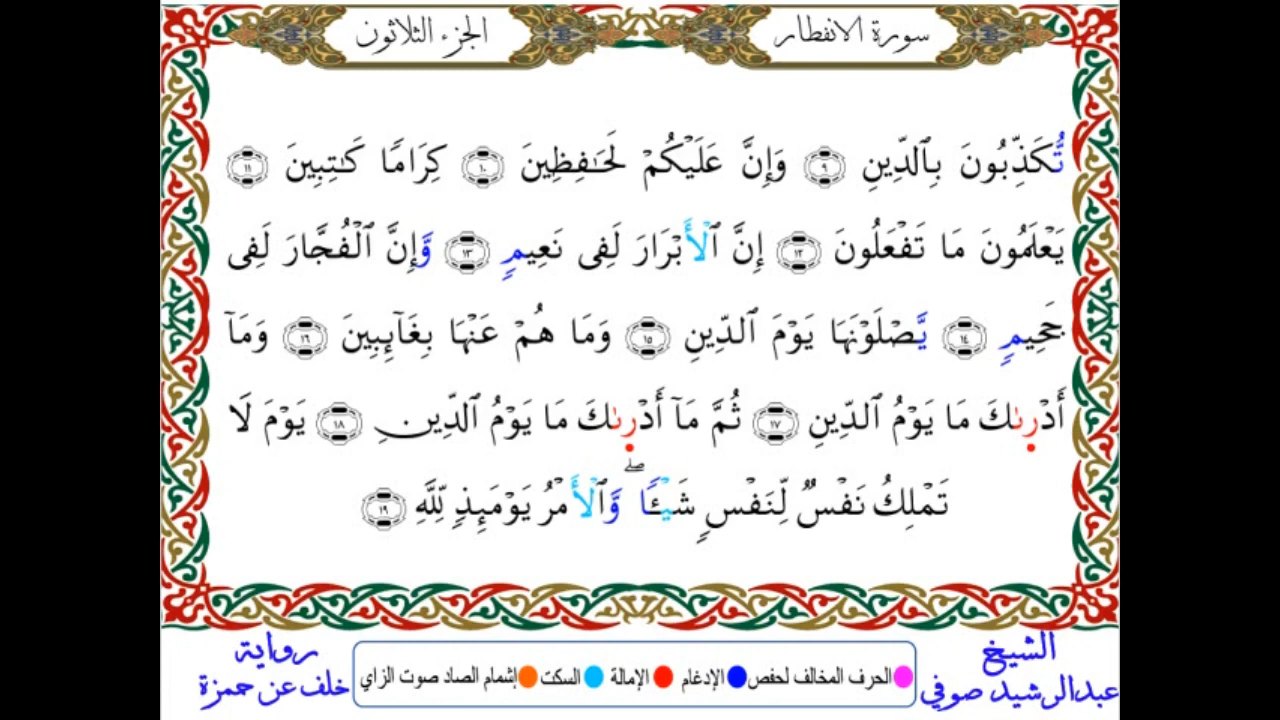 سورة الانفطار
الجزء الثلاثون
تُّكَذِّبُونَ بِٱلدِّينِ ٩ وَإِنَّ عَلَيْكُمْ لَحَٰفِظِينَ ١٠ كِرَامًا كَٰتِبِينَ ١١
يَعْلَمُونَ مَا تَفْعَلُونَ ١٢ إِنَّ ٱلْأَبْرَارَ لَفِى نَعِيمٍ ١٣ وَّإِنَّ ٱلْفُجَّارَ لَفِى
جَحِيمٍ ١٤ يَّصْلَوْنَهَا يَوْمَ ٱلدِّينِ ١٥ وَمَا هُمْ عَنْهَا بِغَآئِبِينَ ١٦ وَمَآ
أَدْرِىٰكَ مَا يَوْمُ ٱلدِّينِ ١٧ ثُمَّ مَآ أَدْرِىٰكَ مَا يَوْمُ ٱلدِّينِ ١٨ يَوْمَ لَا
تَمْلِكُ نَفْسٌ لِّنَفْسٍ شَيْـًٔا ۖ وَّٱلْأَمْرُ يَوْمَئِذٍ لِّلَّهِ ١٩
الشيخ
عبدالرشيد صوفي
الحرف المخالف لحفص الإدغام الإمالة السكت إشمام الصاد صوت الزاي
رواية
خلف عن حمزة